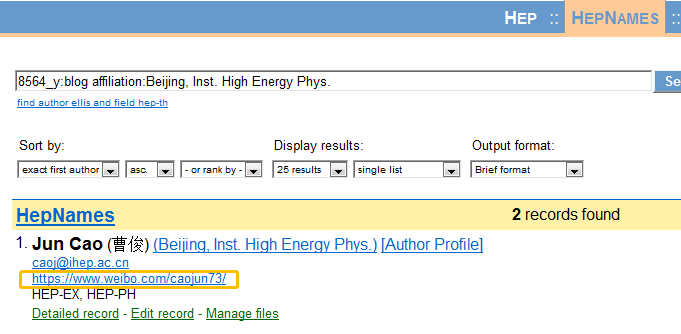 HEP :: HEPNAMES ::
8564_y:blog affiliation:Beijing, Inst. High Energy Phys.
Se
find author ellis and field hep-th
Sort by: Display results: Output format:
exact first author asc. - or rank by - 25 results single list Brief format
HepNames 2 records found
1. Jun Cao (曹俊) (Beijing, Inst. High Energy Phys.) [Author Profile]
caoj@ihep.ac.cn
https://www.weibo.com/caojun73/
HEP-EX, HEP-PH
Detailed record - Edit record - Manage files